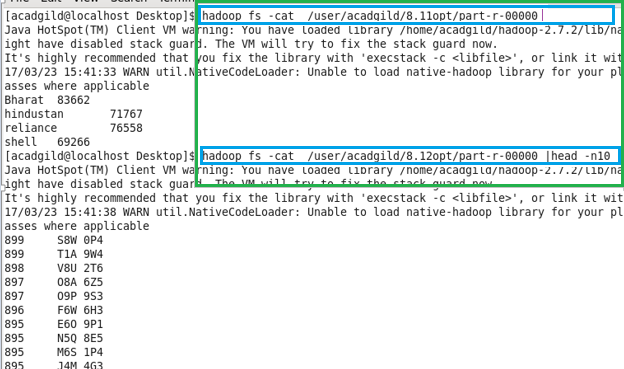 [acadgild@localhost Desktop]$ hadoop fs -cat /user/acadgild/8.11opt/part-r-00000
Java HotSpot(TM) Client VM warning: You have loaded library /home/acadgild/hadoop-2.7.2/lib/na
ight have disabled stack guard. The VM will try to fix the stack guard now.
It's highly recommended that you fix the library with 'execstack -c <libfile>', or link it wit
17/03/23 15:41:33 WARN util.NativeCodeLoader: Unable to load native-hadoop library for your pl
asses where applicable
Bharat 83662
hindustan 71767
reliance 76558
shell 69266
[acadgild@localhost Desktop]$ hadoop fs -cat /user/acadgild/8.12opt/part-r-00000 |head -n10
Java HotSpot(TM) Client VM warning: You have loaded library /home/acadgild/hadoop-2.7.2/lib/na
ight have disabled stack guard. The VM will try to fix the stack guard now.
It's highly recommended that you fix the library with 'execstack -c <libfile>', or link it wit
17/03/23 15:41:38 WARN util.NativeCodeLoader: Unable to load native-hadoop library for your pl
asses where applicable
899 S8W 0P4
899 T1A 9W4
898 V8U 2T6
897 O8A 6Z5
897 O9P 9S3
896 F6W 6H3
895 E6O 9P1
895 N5Q 8E5
895 M6S 1P4
895 J4M 4G3